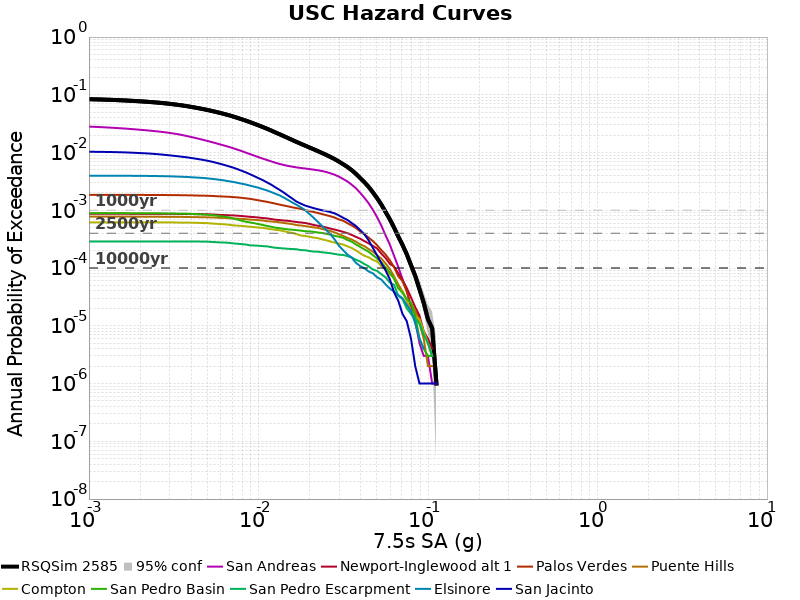 USC Hazard Curves
Annual Probability of Exceedance
10^0
10^-1
10^-2
10^-3
10^-4
10^-5
10^-6
10^-7
10^-8
1000yr
2500yr
10000yr
10^-3 10^-2 10^-1 10^0 10^1
7.5s SA (g)
RSQSim 2585 95% conf San Andreas Newport-Inglewood alt 1 Palos Verdes Puente Hills
Compton San Pedro Basin San Pedro Escarpment Elsinore San Jacinto